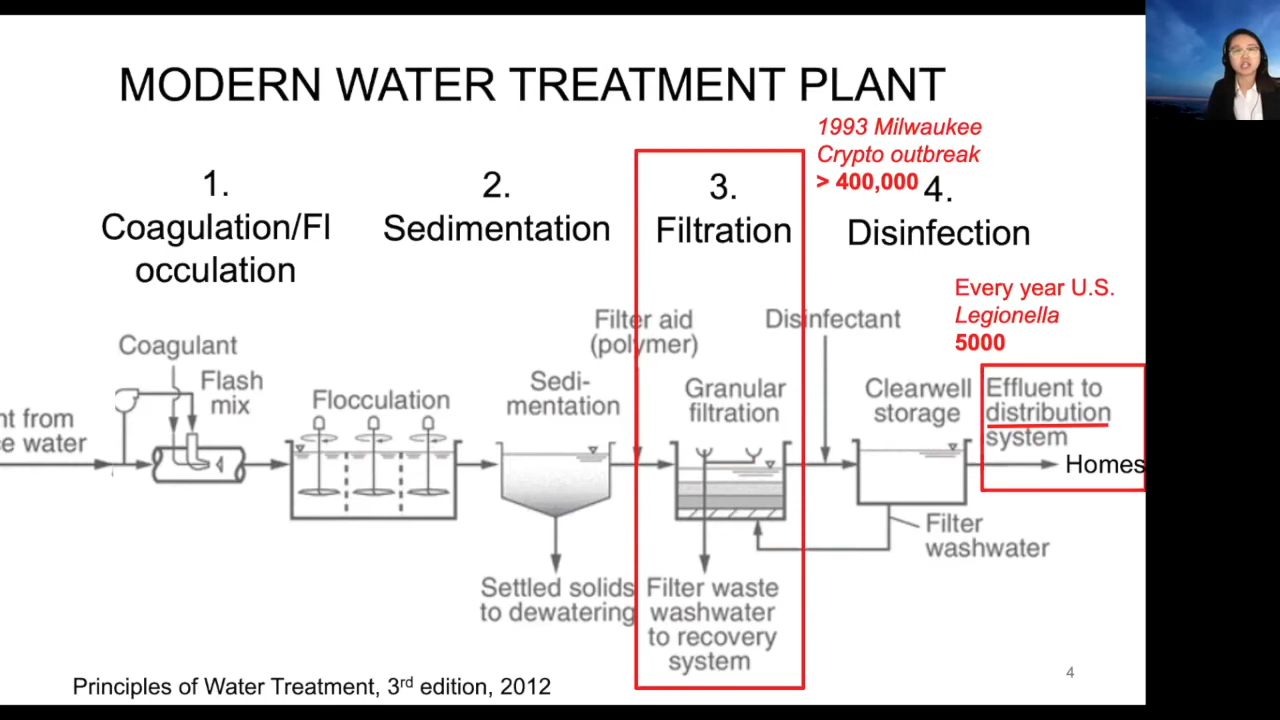 MODERN WATER TREATMENT PLANT
1993 Milwaukee
Crypto outbreak
> 400,000
1.
Coagulation/Fl
occulation
2.
Sedimentation
3.
Filtration
4.
Disinfection
Every year U.S.
Legionella
5000
Coagulant
Flash
mix
Flocculation
Sedi-
mentation
Filter aid
(polymer)
Granular
filtration
Disinfectant
Clearwell
storage
Effluent to
distribution
system
Homes
nt from
ce water
Filter
washwater
Settled solids
to dewatering
Filter waste
washwater
to recovery
system
Principles of Water Treatment, 3rd edition, 2012
4